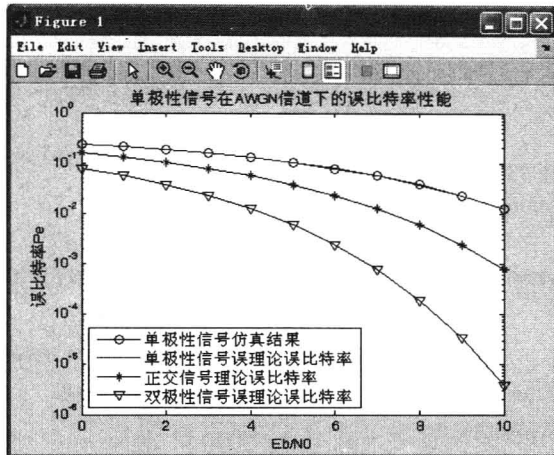 Figure 1
File Edit View Insert Tools Desktop Window Help
单极性信号在AWGN信道下的误比特率性能
10^0
10^-1
10^-2
10^-3
10^-4
10^-5
10^-6
误比特率Pe
单极性信号仿真结果
单极性信号误理论误比特率
正交信号理论误比特率
双极性信号误理论误比特率
0 2 4 6 8 10
Eb/N0